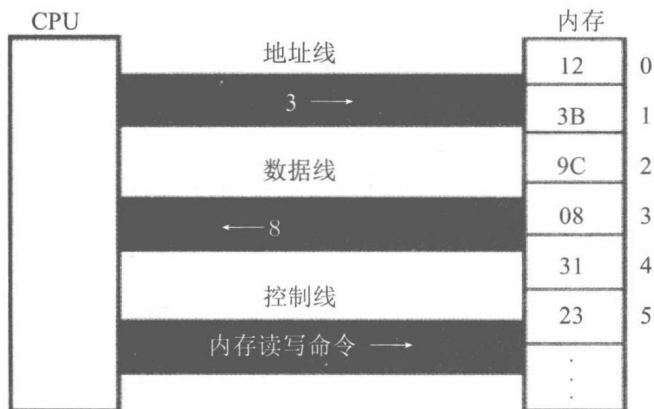 CPU
内存
地址线
12 0
3 →
3B 1
数据线
9C 2
← 8
08 3
31 4
控制线
23 5
内存读写命令 →